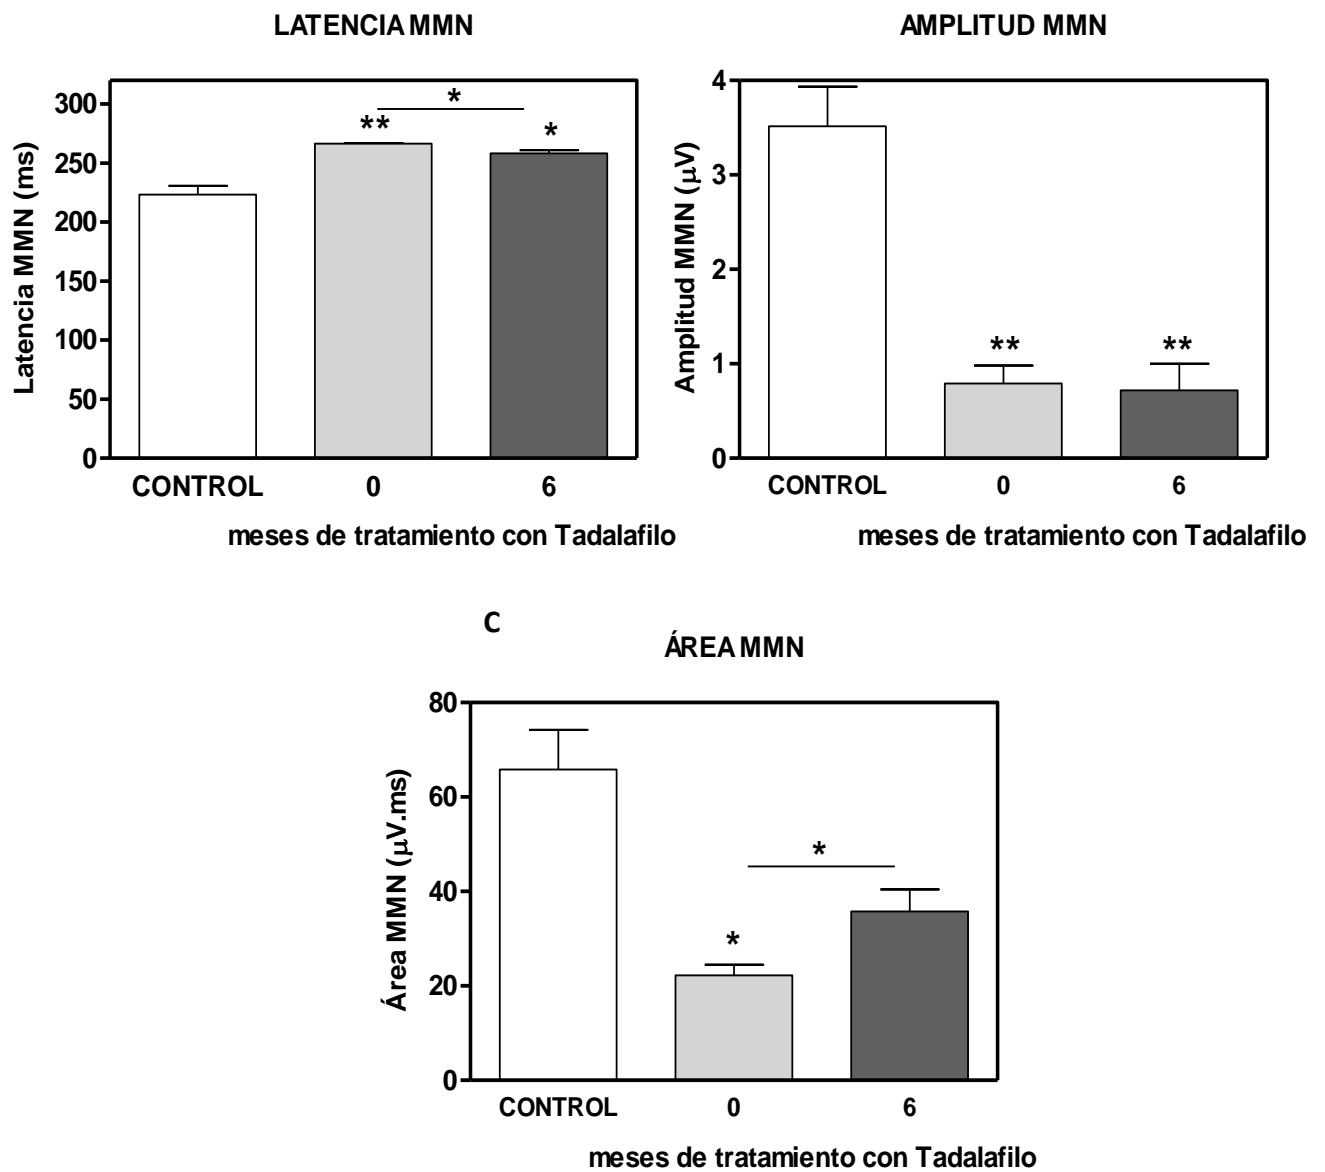 LATENCIA MMN
Latencia MMN (ms)
300
250
200
150
100
50
0
*
**
*
CONTROL 0 6
meses de tratamiento con Tadalafilo
AMPLITUD MMN
Amplitud MMN (µV)
4
3
2
1
0
**
**
CONTROL 0 6
meses de tratamiento con Tadalafilo
C
ÁREA MMN
Área MMN (µV.ms)
80
60
40
20
0
*
*
CONTROL 0 6
meses de tratamiento con Tadalafilo